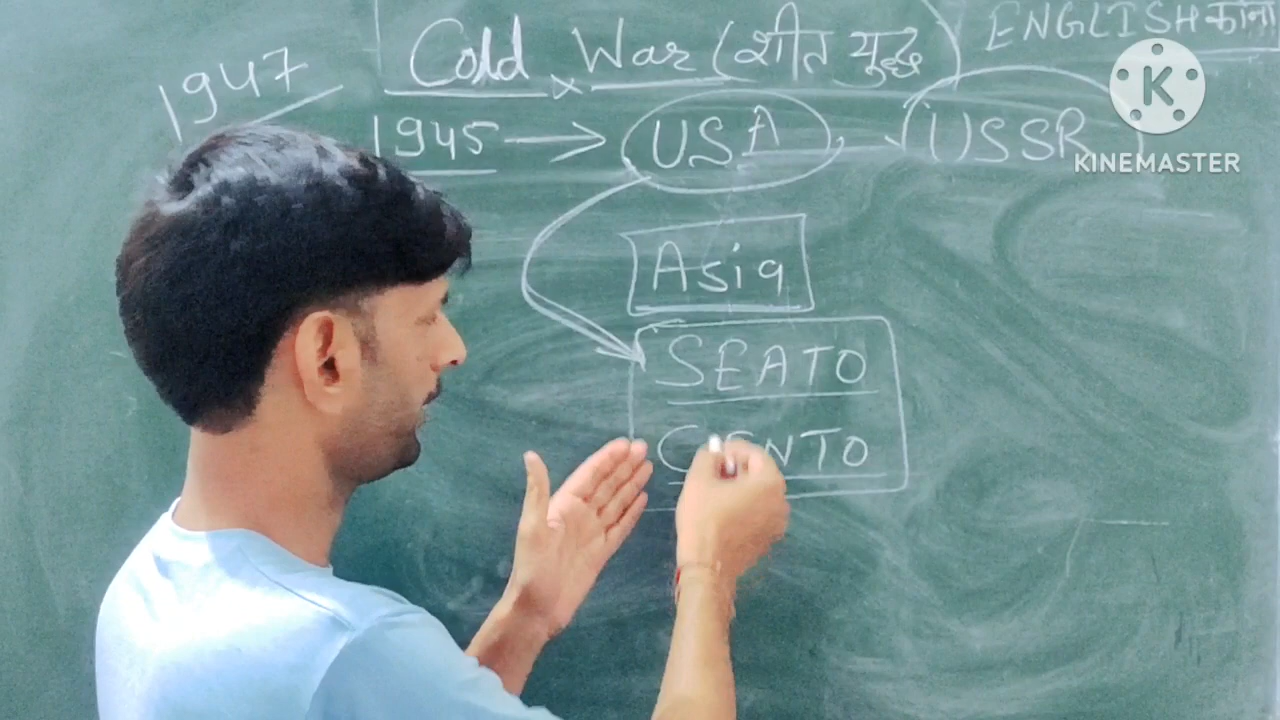 Cold War (शीत युद्ध)
ENGLISH काला
1947
1945 → USA USSR
K
KINEMASTER
Asia
SEATO
CENTO